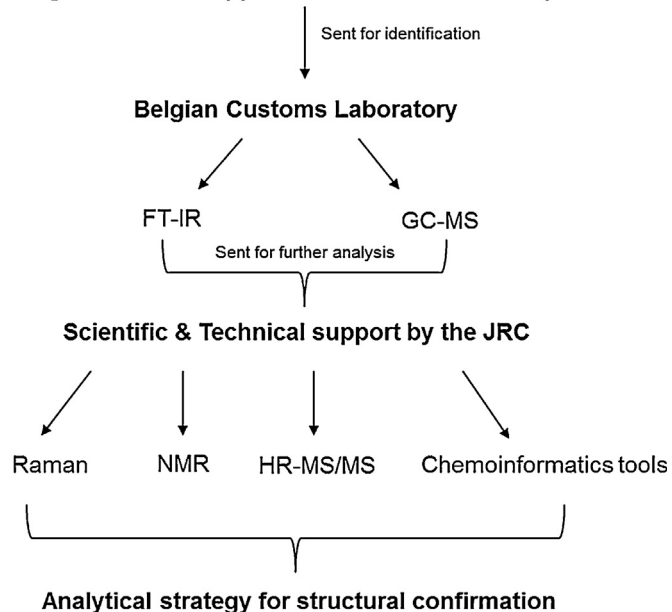 Sent for identification
Belgian Customs Laboratory
FT-IR GC-MS
Sent for further analysis
Scientific & Technical support by the JRC
Raman NMR HR-MS/MS Chemoinformatics tools
Analytical strategy for structural confirmation